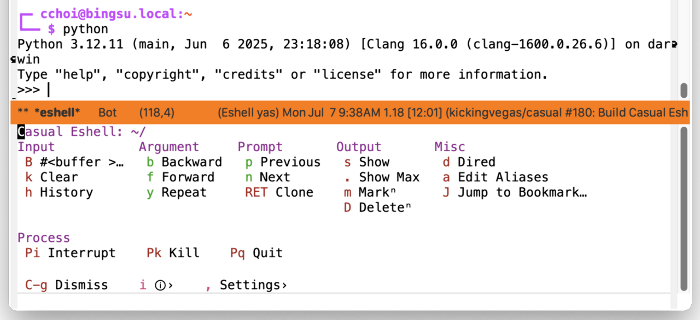 cchoi@bingsu.local:~
$ python
Python 3.12.11 (main, Jun  6 2025, 23:18:08) [Clang 16.0.0 (clang-1600.0.26.6)] on dar
win
Type "help", "copyright", "credits" or "license" for more information.
>>>
** *eshell*   Bot   (118,4)   (Eshell yas) Mon Jul  7 9:38AM 1.18 [12:01] (kickingvegas/casual #180: Build Casual Esh
Casual Eshell: ~/
Input   Argument   Prompt   Output   Misc
B #<buffer >…   b Backward   p Previous   s Show   d Dired
k Clear   f Forward   n Next   . Show Max   a Edit Aliases
h History   y Repeat   RET Clone   m Markⁿ   J Jump to Bookmark…
D Deleteⁿ
Process
Pi Interrupt   Pk Kill   Pq Quit
C-g Dismiss   i ⓘ›   , Settings›